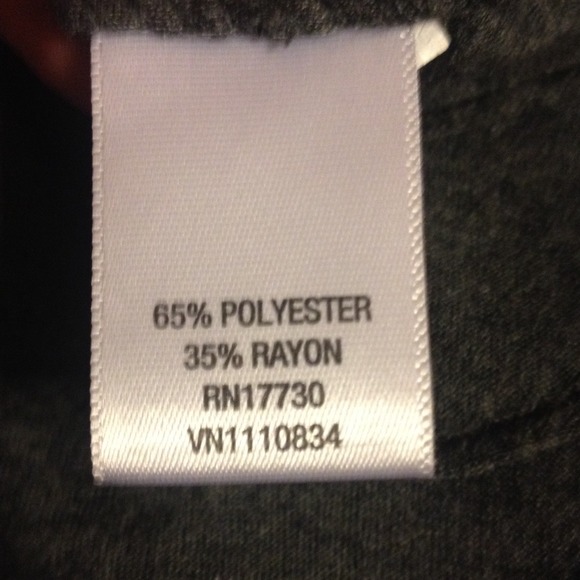 65% POLYESTER
35% RAYON
RN17730
VN1110834